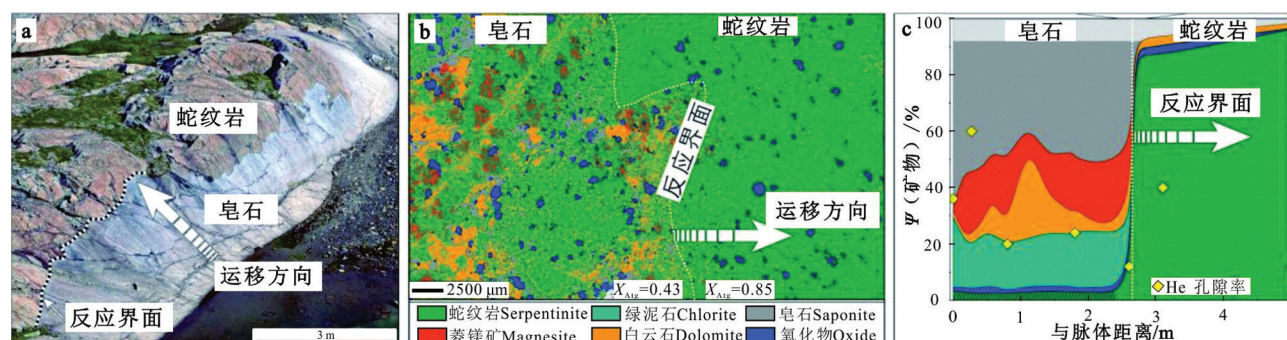 a
蛇纹岩
皂石
运移方向
反应界面
3 m
b
皂石
蛇纹岩
反应界面
运移方向
2500 μm
X_Atg=0.43
X_Atg=0.85
蛇纹岩Serpentinite
绿泥石Chlorite
皂石Saponite
菱镁矿Magnesite
白云石Dolomite
氧化物Oxide
c
皂石
蛇纹岩
反应界面
Ψ（矿物）/%
100
80
60
40
20
0
He 孔隙率
0
1
2
3
4
与脉体距离/m